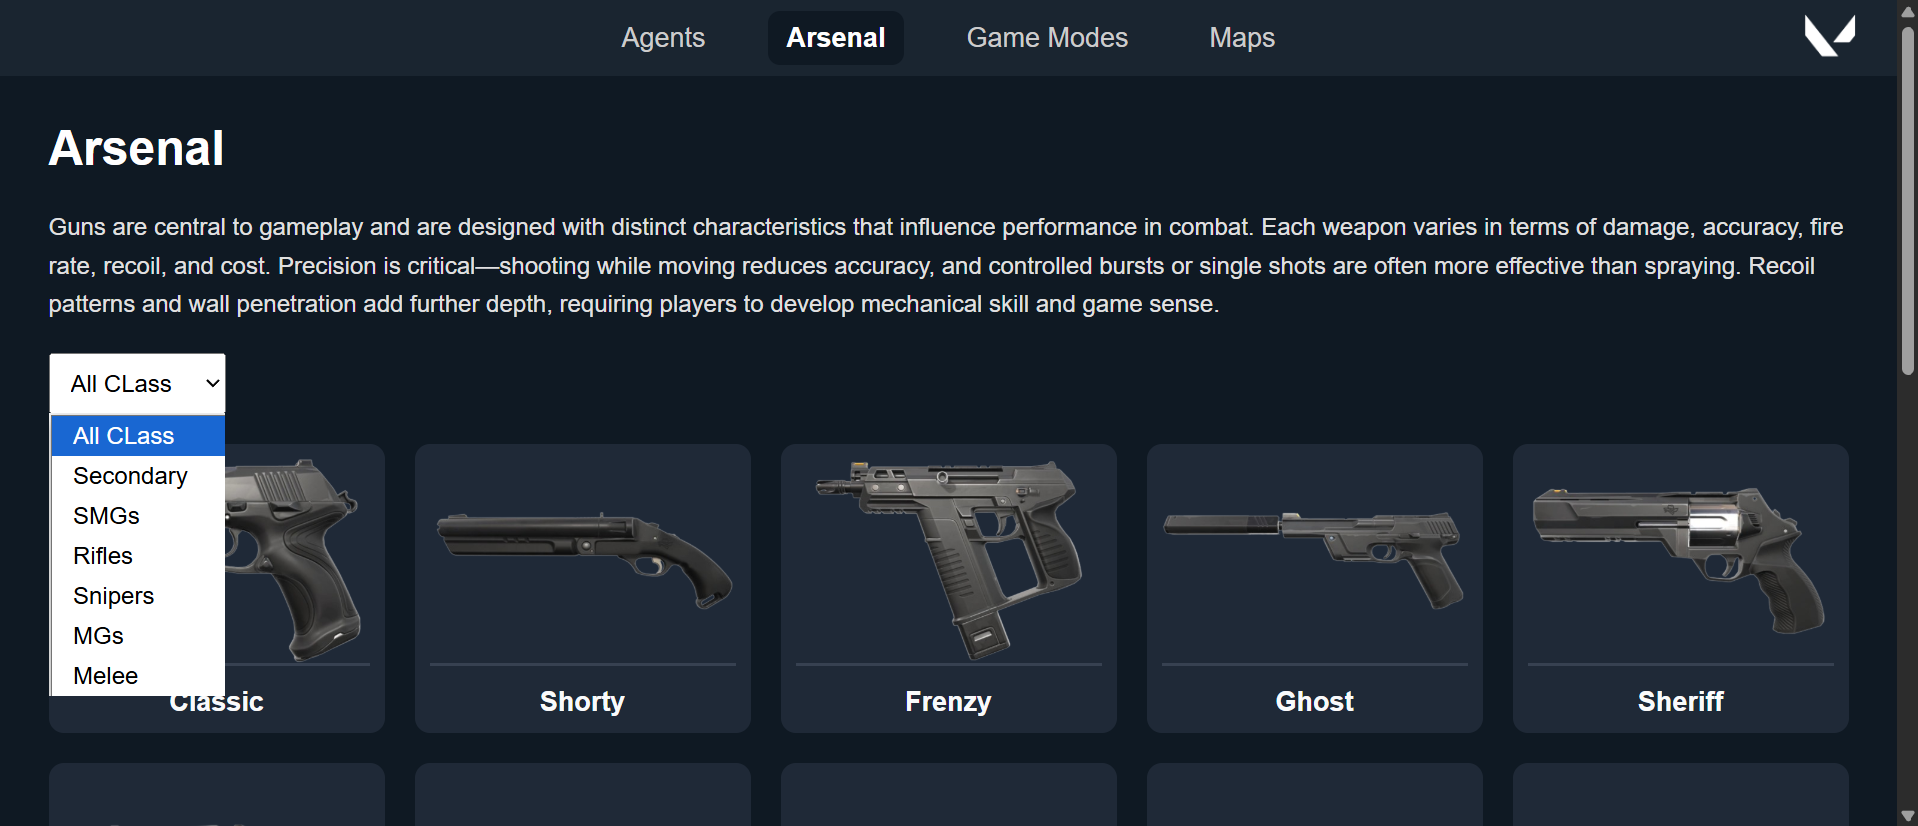 Agents
Arsenal
Game Modes
Maps
Arsenal
Guns are central to gameplay and are designed with distinct characteristics that influence performance in combat. Each weapon varies in terms of damage, accuracy, fire
rate, recoil, and cost. Precision is critical—shooting while moving reduces accuracy, and controlled bursts or single shots are often more effective than spraying. Recoil
patterns and wall penetration add further depth, requiring players to develop mechanical skill and game sense.
All CLass
All CLass
Secondary
SMGs
Rifles
Snipers
MGs
Melee
Classic
Shorty
Frenzy
Ghost
Sheriff